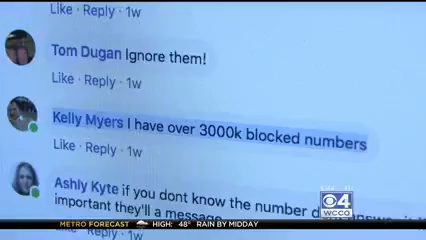 Like · Reply · 1w
Tom Dugan Ignore them!
Like · Reply · 1w
Kelly Myers I have over 3000k blocked numbers
Like · Reply · 1w
Ashly Kyte if you dont know the number
important they'll a message
Like · Reply · 1w
4
WCCO
METRO FORECAST HIGH: 48° RAIN BY MIDDAY